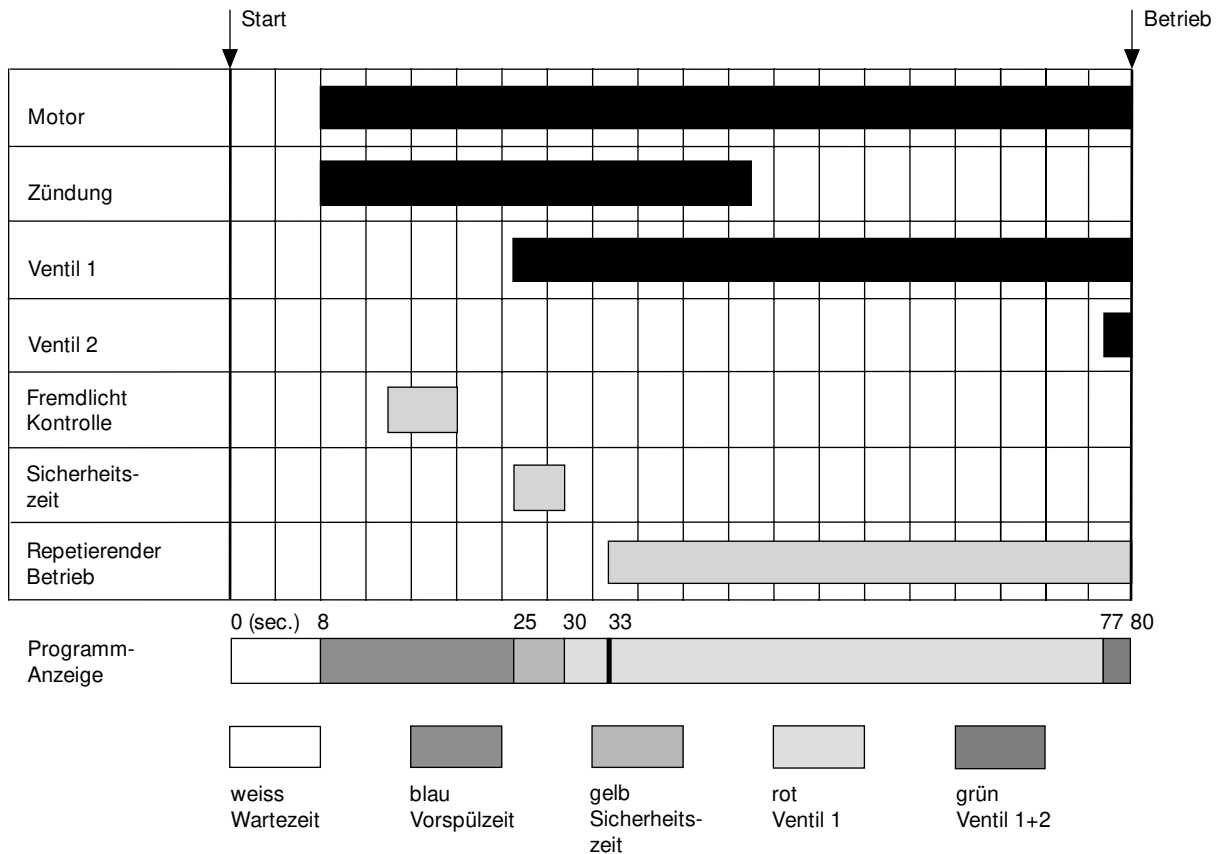 Start
Betrieb
Motor
Zündung
Ventil 1
Ventil 2
Fremdlicht
Kontrolle
Sicherheits-
zeit
Repetierender
Betrieb
0 (sec.) 8 25 30 33 77 80
Programm-
Anzeige
weiss
Wartezeit
blau
Vorspülzeit
gelb
Sicherheits-
zeit
rot
Ventil 1
grün
Ventil 1+2